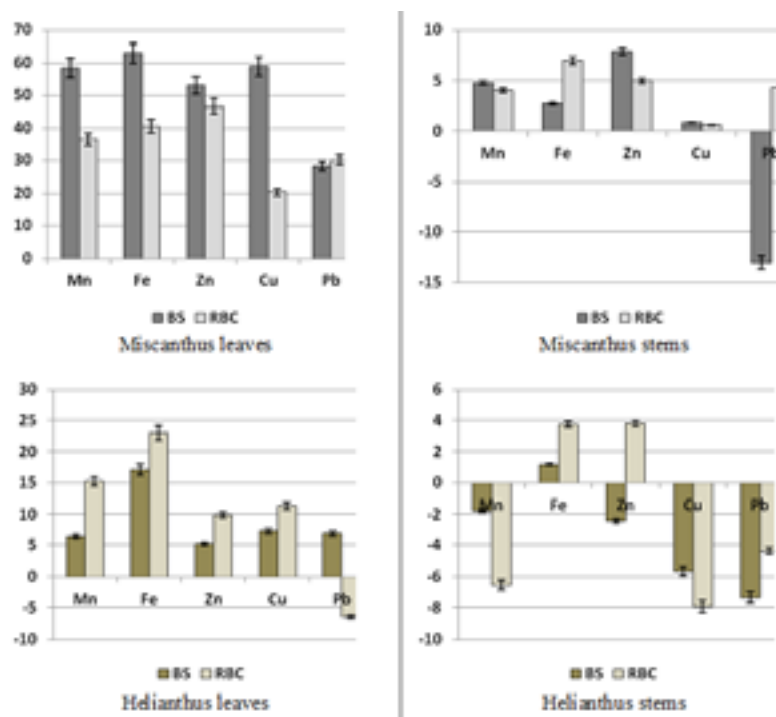 70
60
50
40
30
20
10
0
Mn Fe Zn Cu Pb
BS RBC
Miscanthus leaves
10
5
0
-5
-10
-15
Mn Fe Zn Cu Pb
BS RBC
Miscanthus stems
30
25
20
15
10
5
0
-5
-10
Mn Fe Zn Cu Pb
BS RBC
Helianthus leaves
6
4
2
0
-2
-4
-6
-8
-10
Mn Fe Zn Cu Pb
BS RBC
Helianthus stems